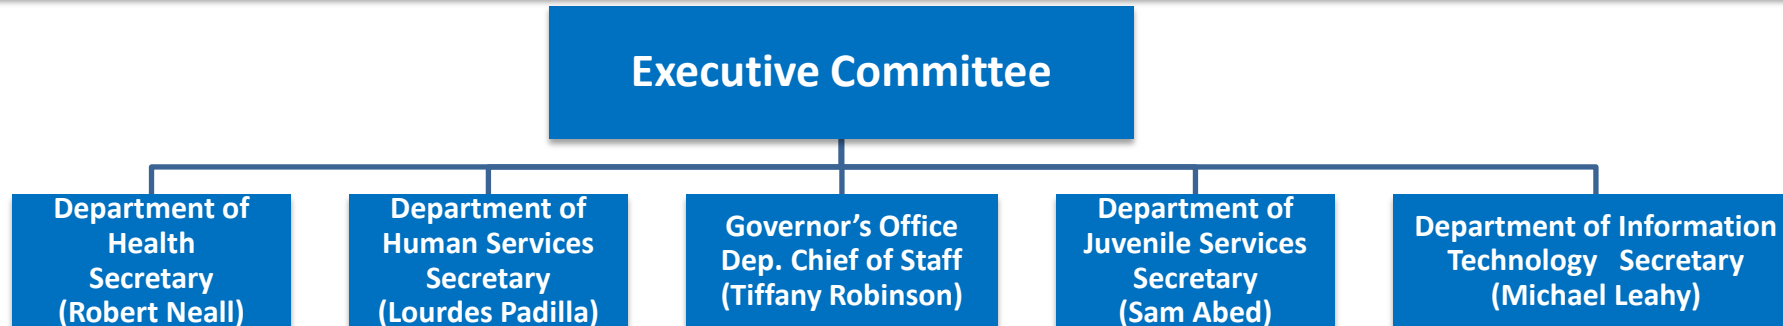 Executive Committee
Department of
Health
Secretary
(Robert Neall)
Department of
Human Services
Secretary
(Lourdes Padilla)
Governor’s Office
Dep. Chief of Staff
(Tiffany Robinson)
Department of
Juvenile Services
Secretary
(Sam Abed)
Department of Information
Technology   Secretary
(Michael Leahy)